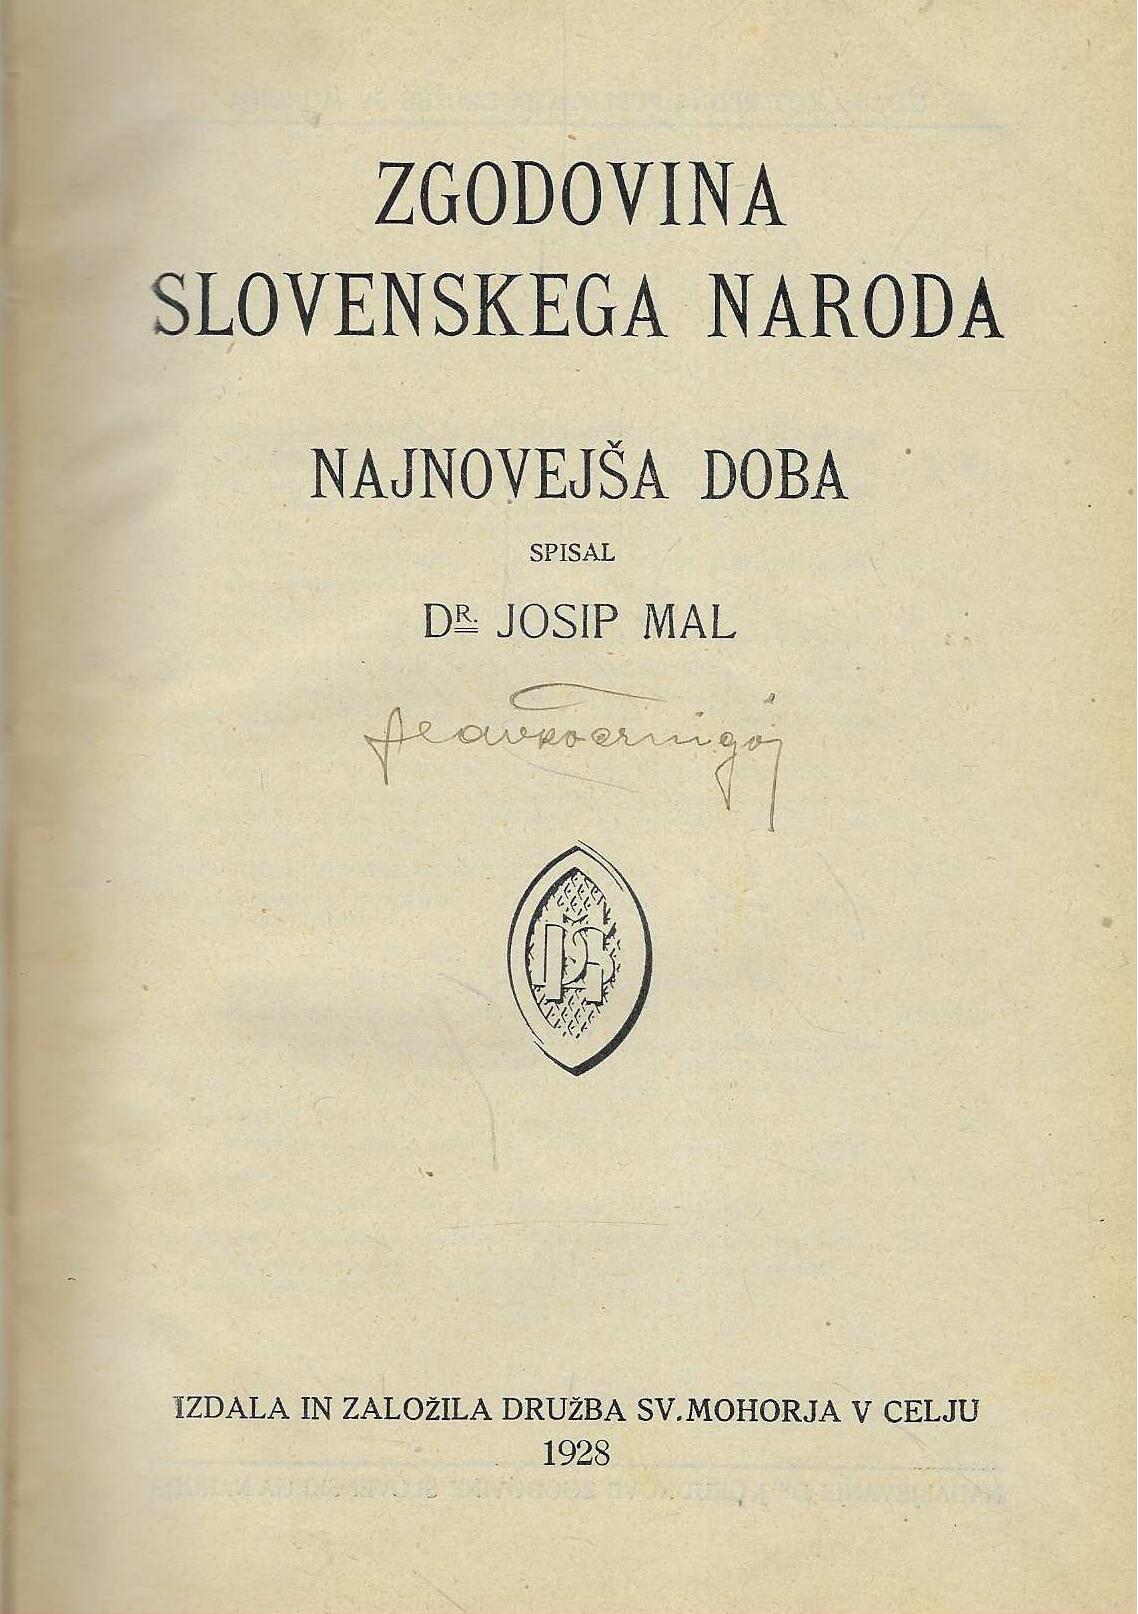 ZGODOVINA
SLOVENSKEGA NARODA
NAJNOVEJŠA DOBA
SPISAL
DR. JOSIP MAL
IZDALA IN ZALOŽILA DRUŽBA SV. MOHORJA V CELJU
1928